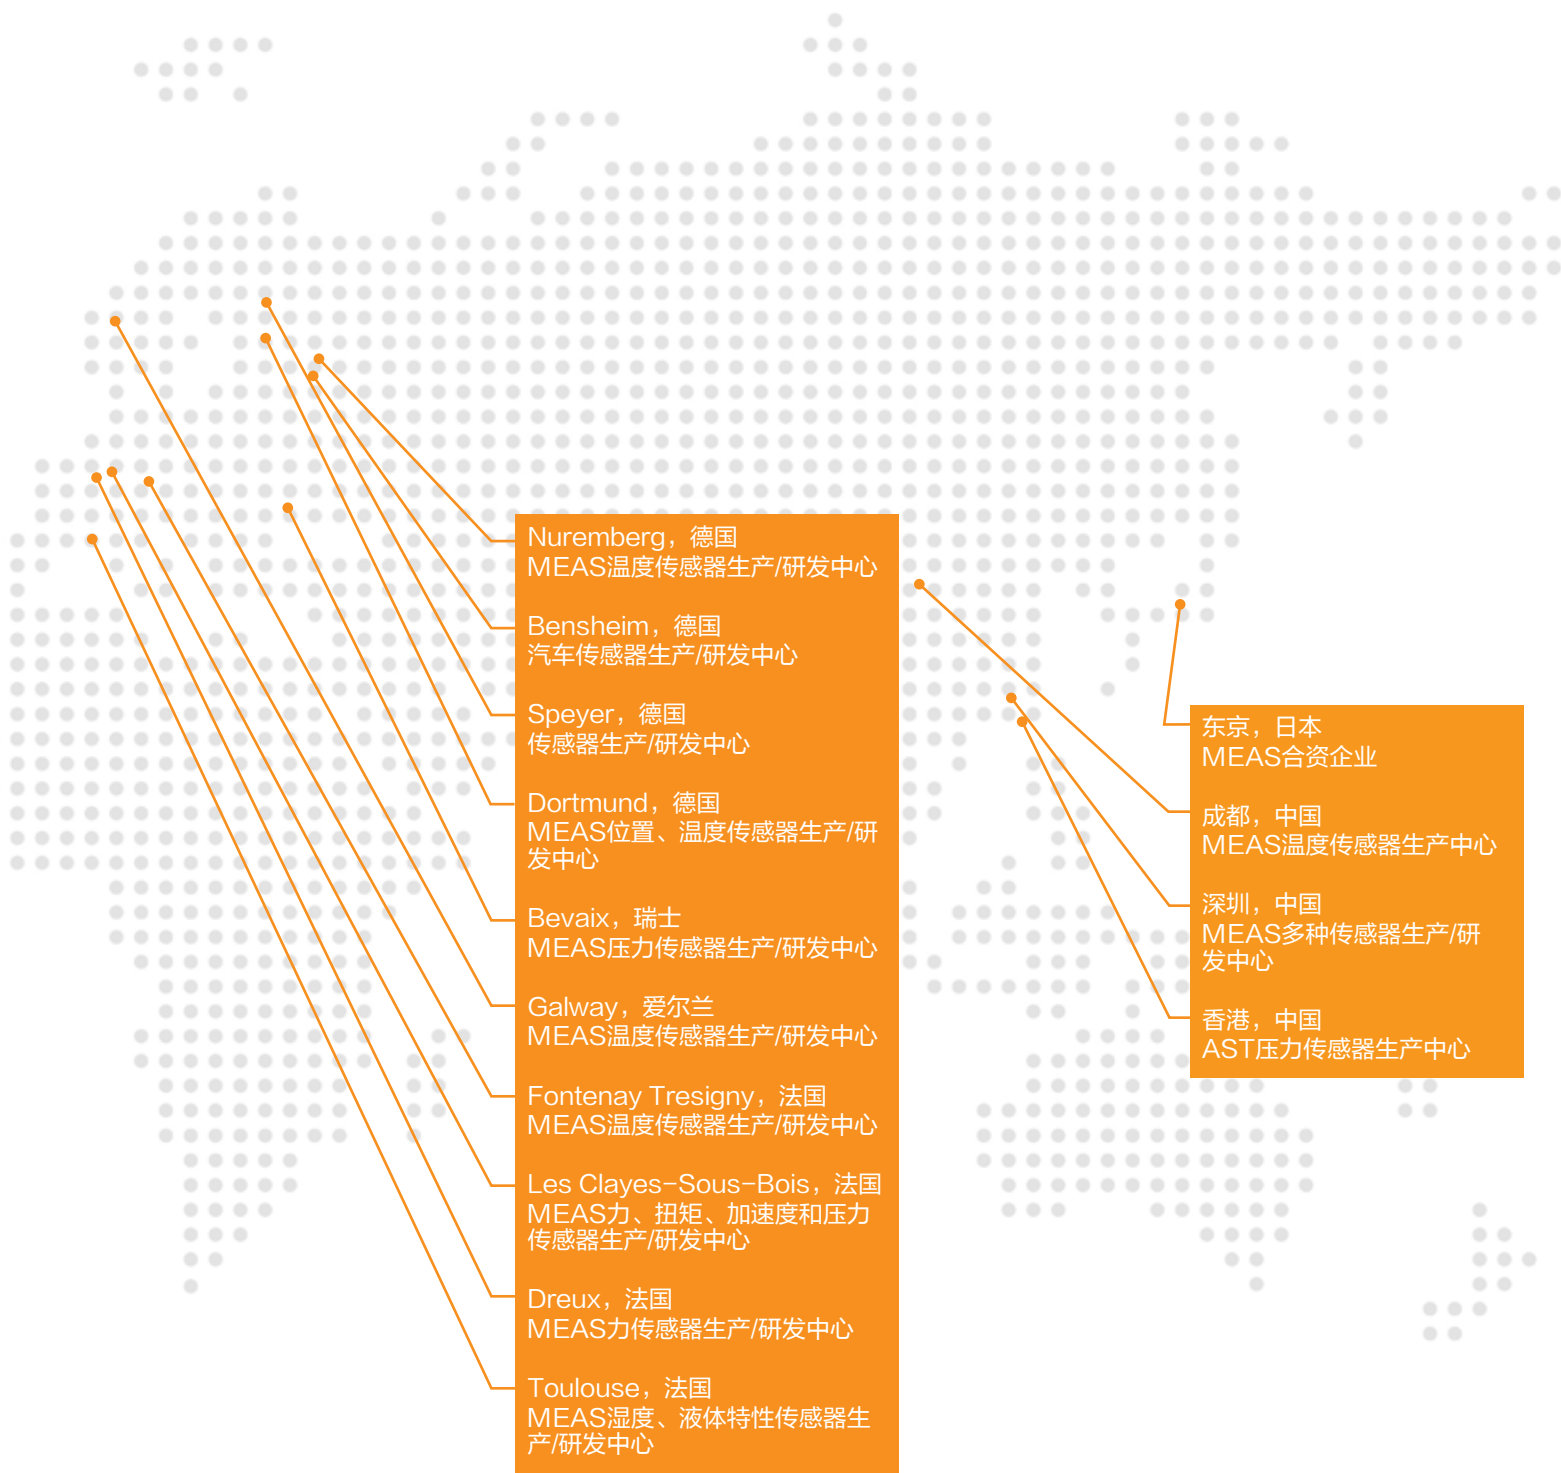 Nuremberg，德国
MEAS温度传感器生产/研发中心
Bensheim，德国
汽车传感器生产/研发中心
Speyer，德国
传感器生产/研发中心
Dortmund，德国
MEAS位置、温度传感器生产/研
发中心
Bevaix，瑞士
MEAS压力传感器生产/研发中心
Galway，爱尔兰
MEAS温度传感器生产/研发中心
Fontenay Tresigny，法国
MEAS温度传感器生产/研发中心
Les Clayes-Sous-Bois，法国
MEAS力、扭矩、加速度和压力
传感器生产/研发中心
Dreux，法国
MEAS力传感器生产/研发中心
Toulouse，法国
MEAS湿度、液体特性传感器生
产/研发中心
东京，日本
MEAS合资企业
成都，中国
MEAS温度传感器生产中心
深圳，中国
MEAS多种传感器生产/研
发中心
香港，中国
AST压力传感器生产中心